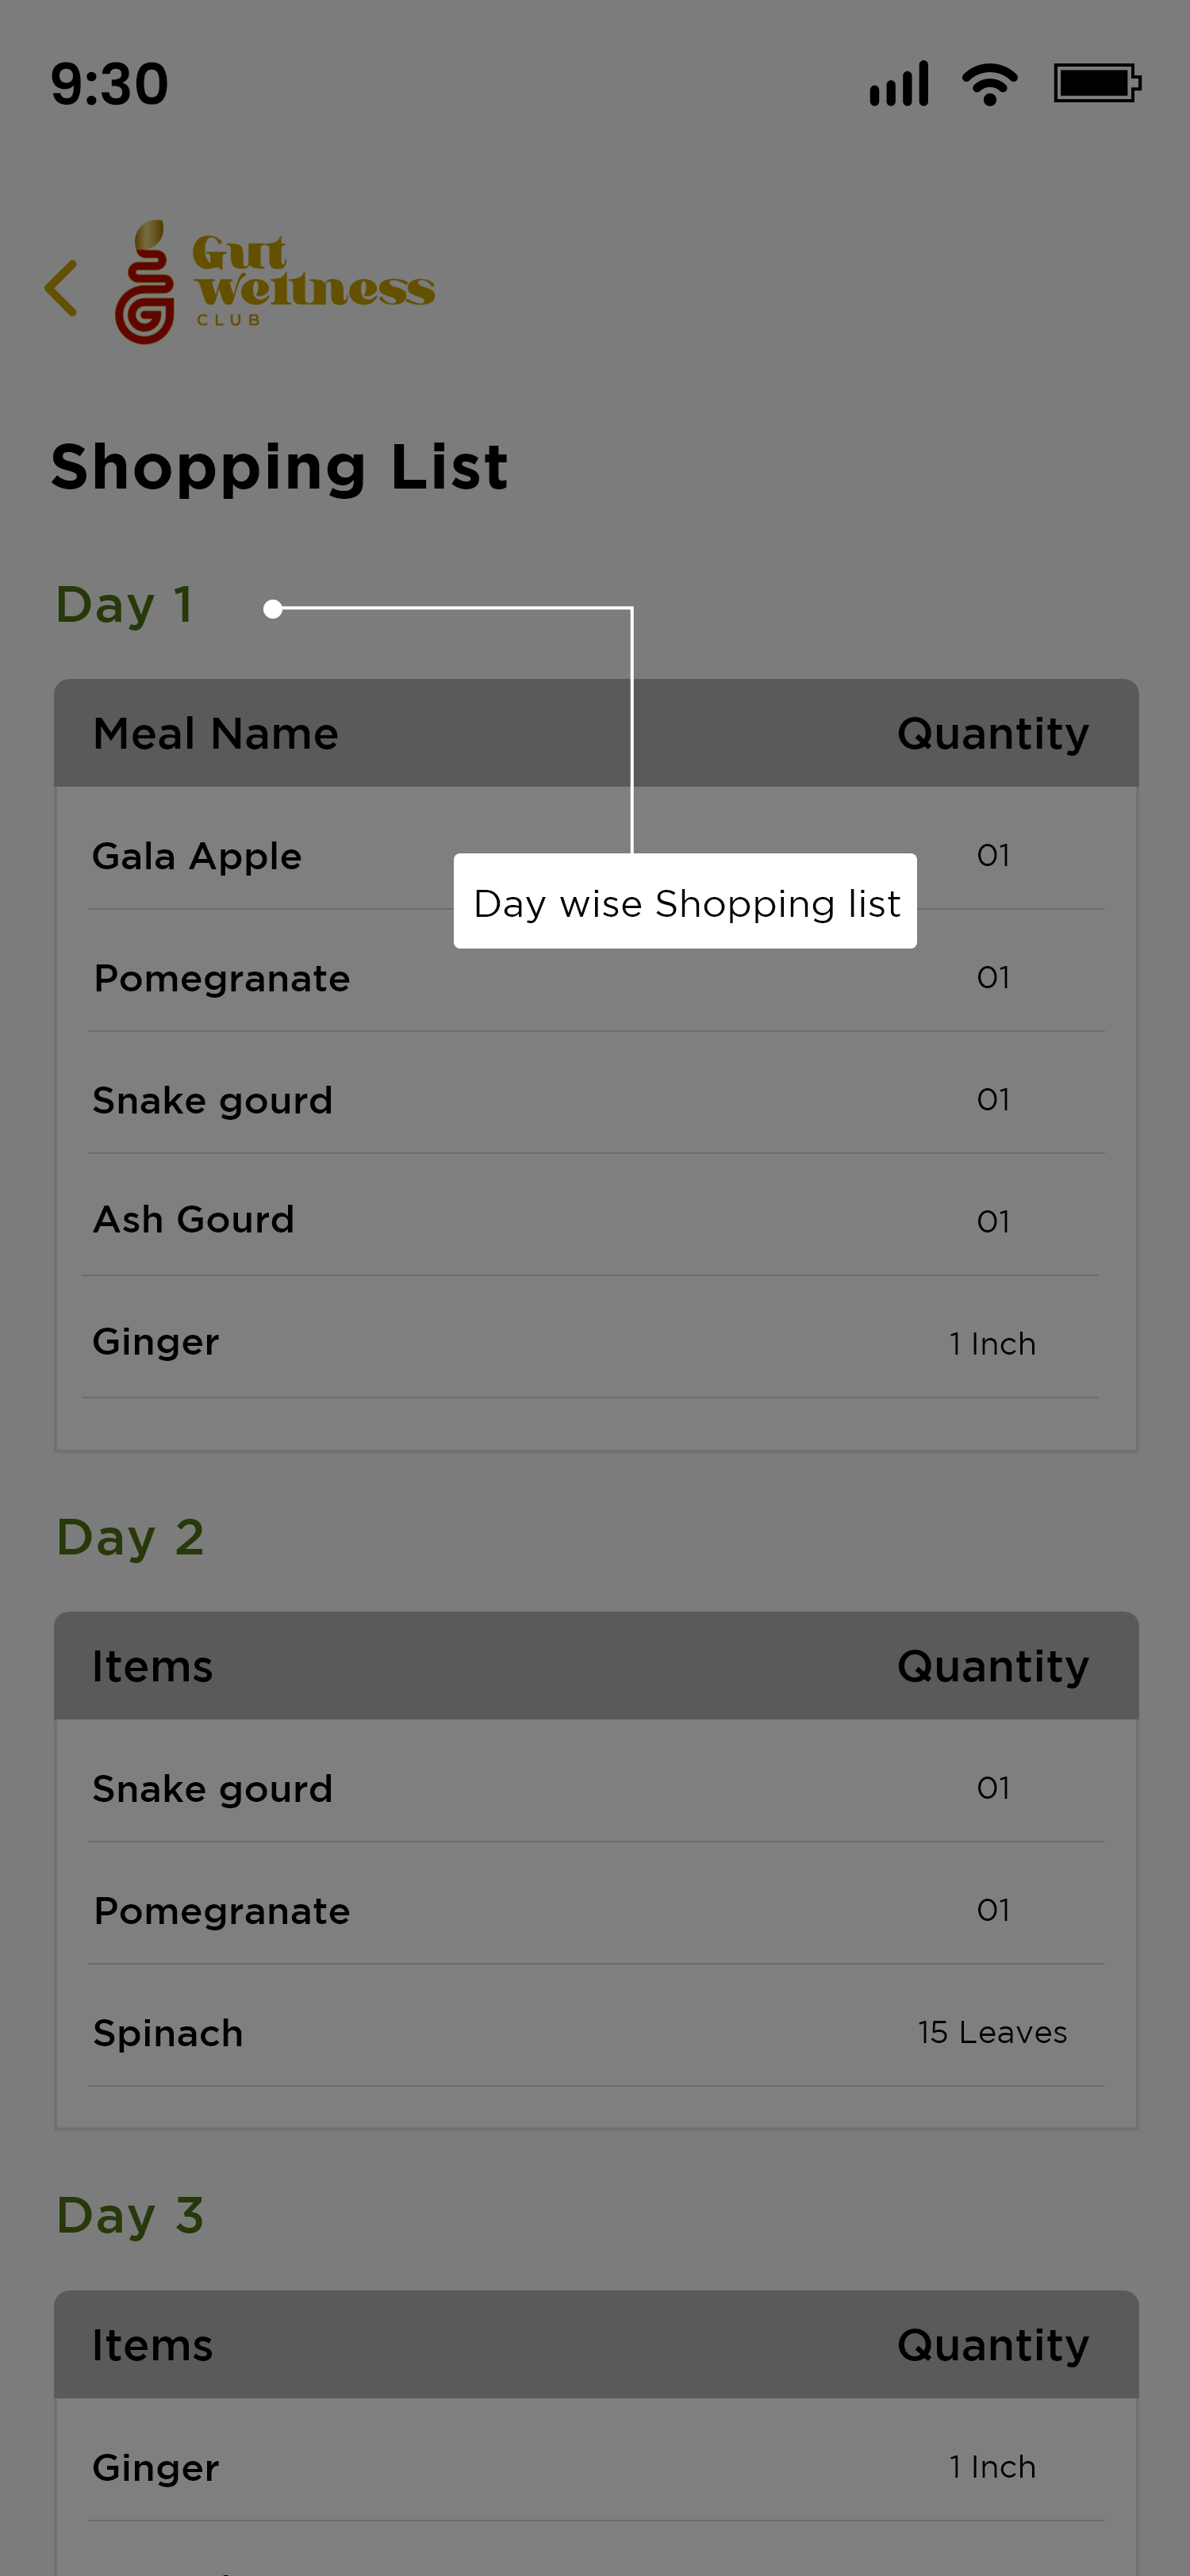 9:30
Gut
wellness
CLUB
Shopping List
Day 1
Meal Name Quantity
Gala Apple 01
Day wise Shopping list
Pomegranate 01
Snake gourd 01
Ash Gourd 01
Ginger 1 Inch
Day 2
Items Quantity
Snake gourd 01
Pomegranate 01
Spinach 15 Leaves
Day 3
Items Quantity
Ginger 1 Inch